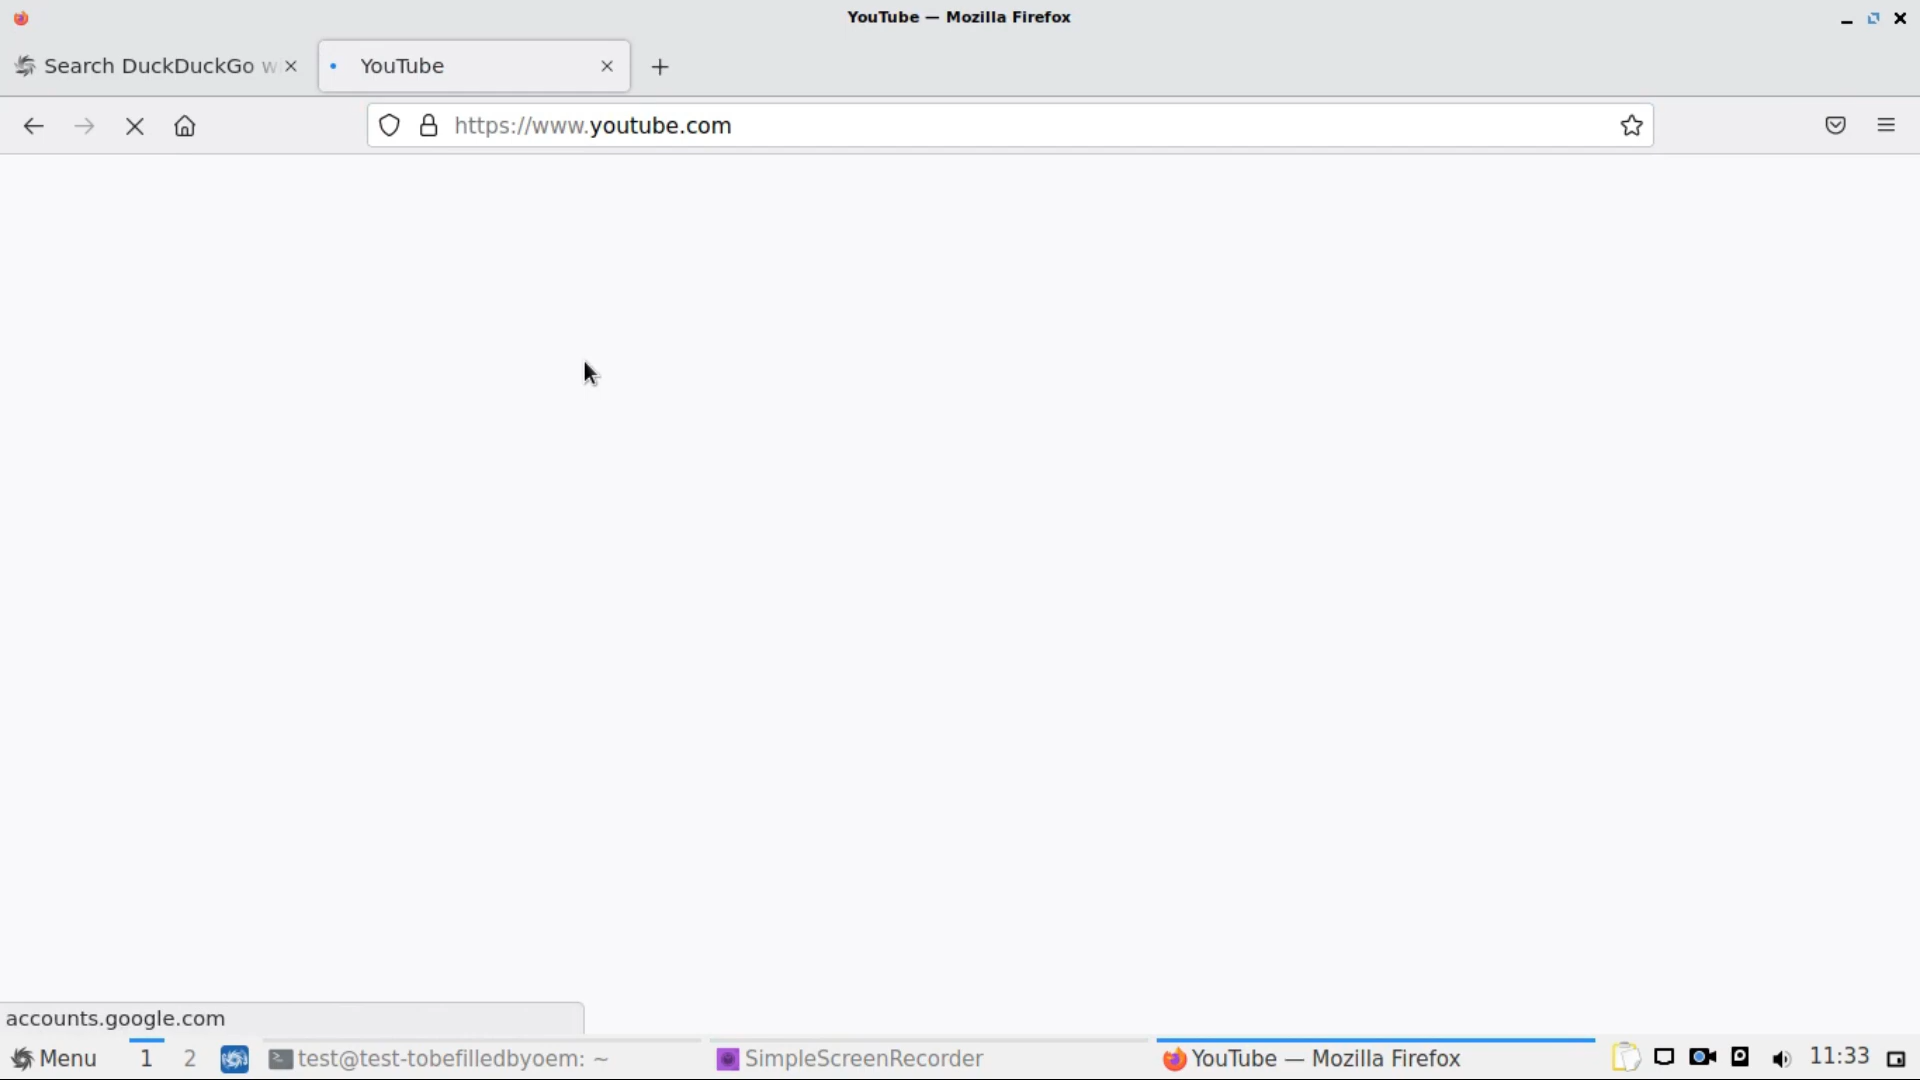 YouTube — Mozilla Firefox
Search DuckDuckGo w
YouTube
https://www.youtube.com
accounts.google.com
Menu
1
2
test@test-tobefilledbyoem: ~
SimpleScreenRecorder
YouTube — Mozilla Firefox
11:33